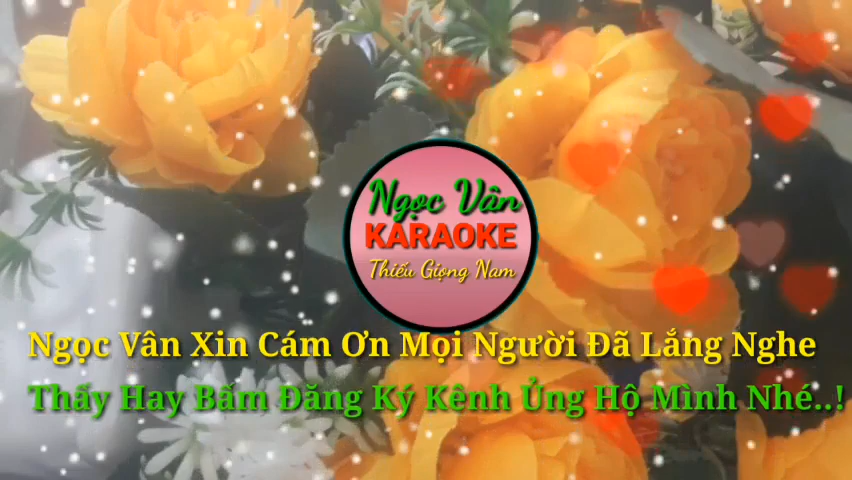 Ngọc Vân
KARAOKE
Thiếu Giọng Nam
Ngọc Vân Xin Cám Ơn Mọi Người Đã Lắng Nghe
Thấy Hay Bấm Đăng Ký Kênh Ủng Hộ Mình Nhé..!